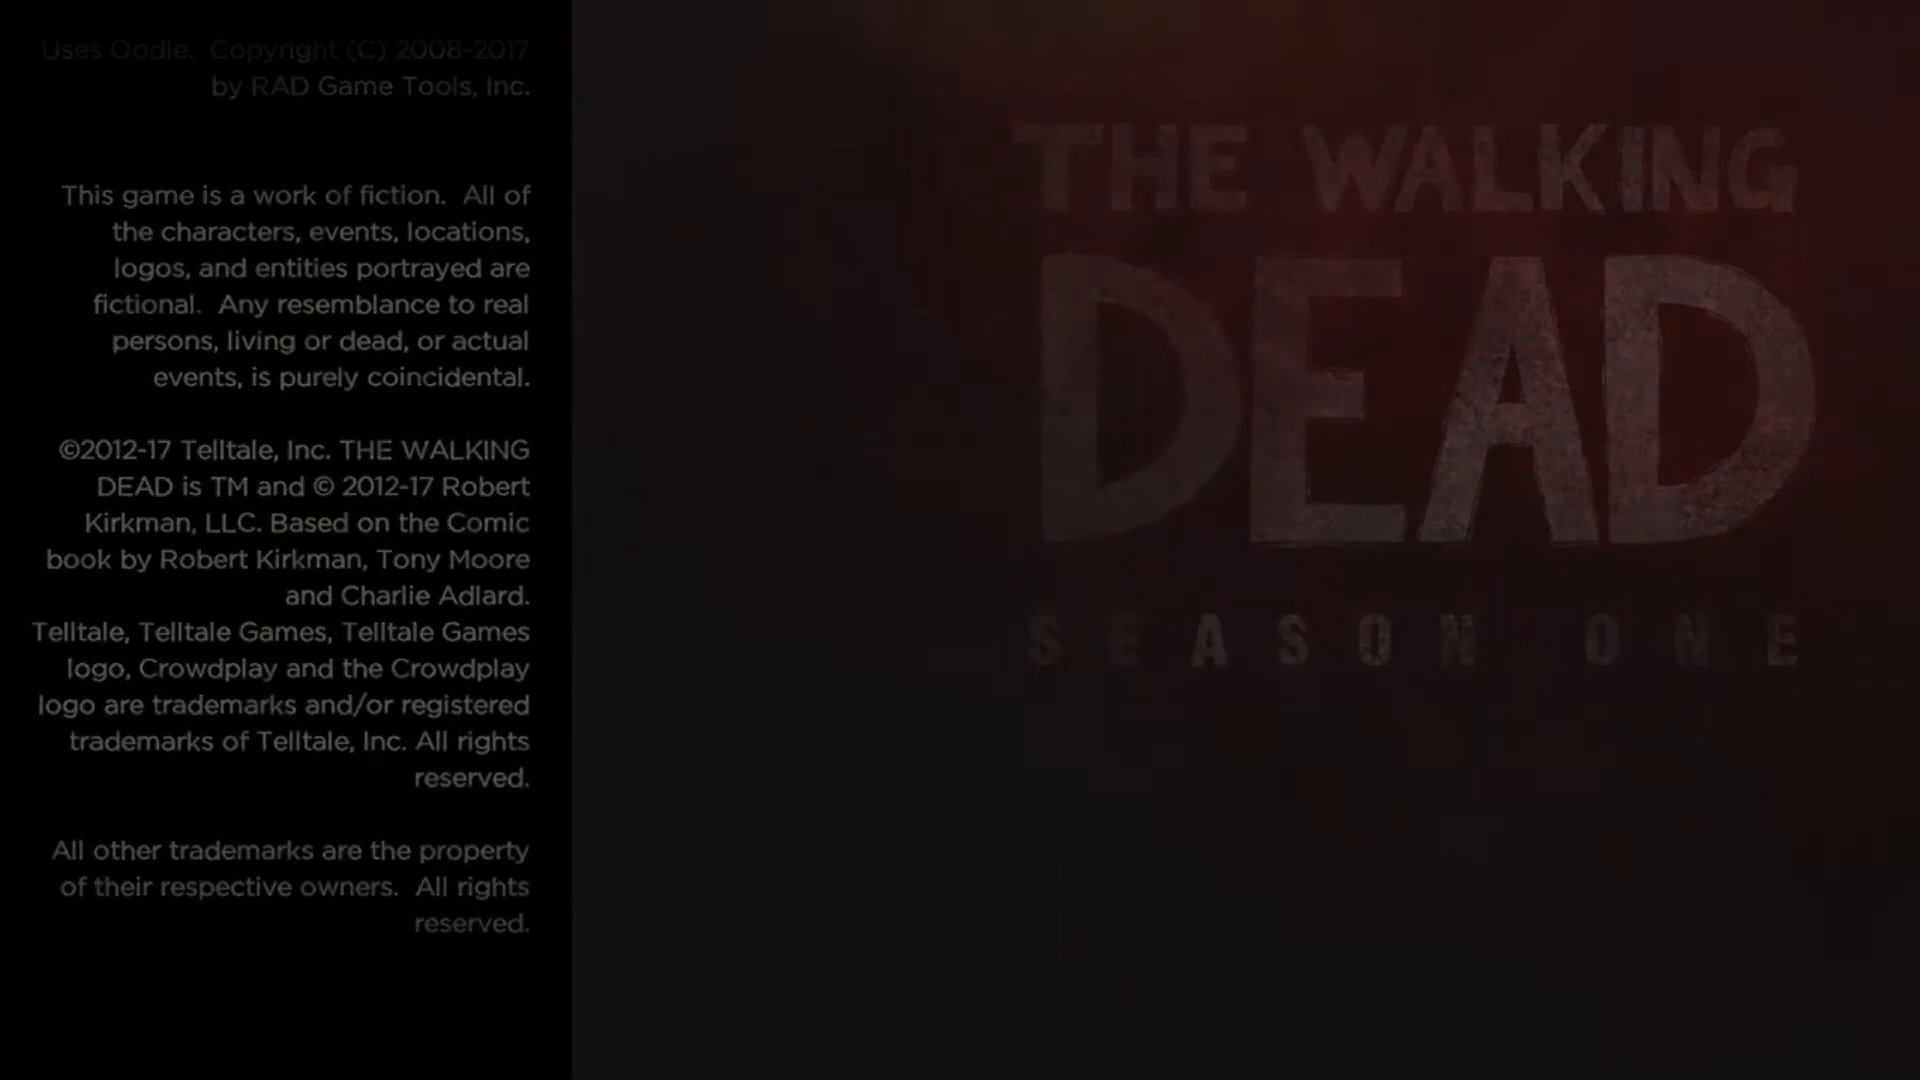 Uses Oodle.  Copyright (C) 2008-2017
by RAD Game Tools, Inc.
This game is a work of fiction.  All of
the characters, events, locations,
logos, and entities portrayed are
fictional.  Any resemblance to real
persons, living or dead, or actual
events, is purely coincidental.
©2012-17 Telltale, Inc. THE WALKING
DEAD is TM and © 2012-17 Robert
Kirkman, LLC. Based on the Comic
book by Robert Kirkman, Tony Moore
and Charlie Adlard.
Telltale, Telltale Games, Telltale Games
logo, Crowdplay and the Crowdplay
logo are trademarks and/or registered
trademarks of Telltale, Inc. All rights
reserved.
All other trademarks are the property
of their respective owners.  All rights
reserved.
THE WALKING
DEAD
SEASON ONE